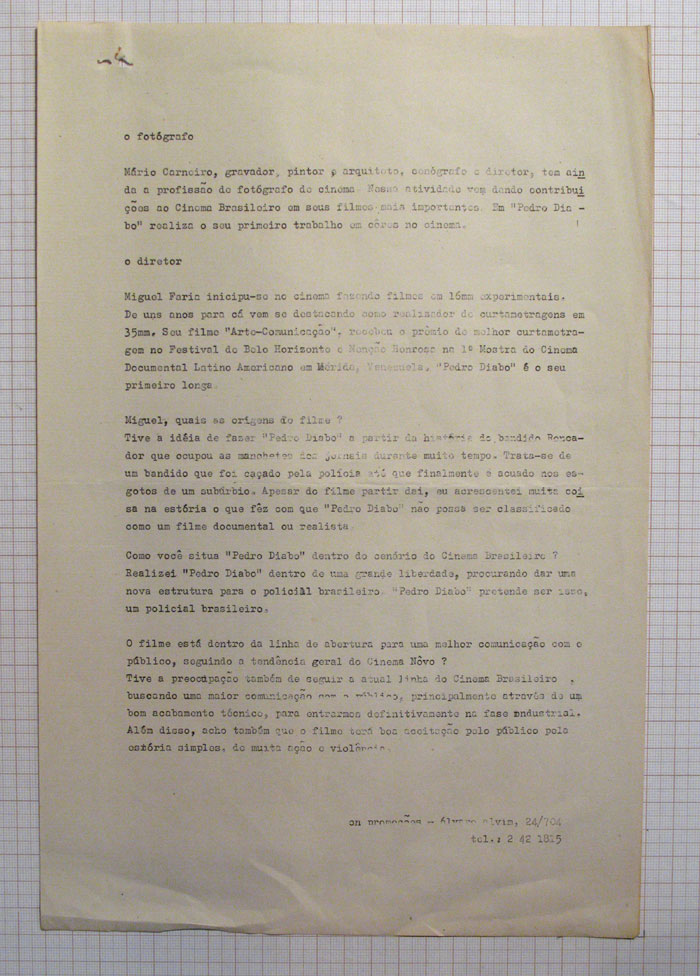 o fotógrafo
Mário Carneiro, gravador, pintor e arquiteto, cenógrafo e diretor, tem ain
da a profissão de fotógrafo de cinema. Nessa atividade vem dando contribui
ções ao Cinema Brasileiro em seus filmes mais importantes. Em "Pedro Dia -
bo" realiza o seu primeiro trabalho em côres no cinema.
o diretor
Miguel Faria inicipu-se no cinema fazendo filmes em 16mm experimentais.
De uns anos para cá vem se destacando como realizador de curtametragens em
35mm. Seu filme "Arte-Comunicação", recebeu o prêmio de melhor curtametra-
gem no Festival de Belo Horizonte e Menção Honrosa na 1º Mostra do Cinema
Documental Latino Americano em Mérida, Venezuela. "Pedro Diabo" é o seu
primeiro longa.
Miguel, quais as origens do filme ?
Tive a idéia de fazer "Pedro Diabo" a partir da história do bandido Ronca-
dor que ocupou as manchetes dos jornais durante muito tempo. Trata-se de
um bandido que foi caçado pela polícia até que finalmente é acuado nos es-
gotos de um subúrbio. Apesar do filme partir daí, eu acrescentei muita coi
sa na estória o que fêz com que "Pedro Diabo" não possa ser classificado
como um filme documental ou realista.
Como você situa "Pedro Diabo" dentro do cenário do Cinema Brasileiro ?
Realizei "Pedro Diabo" dentro de uma grande liberdade, procurando dar uma
nova estrutura para o policial brasileiro. "Pedro Diabo" pretende ser isso,
um policial brasileiro.
O filme está dentro da linha de abertura para uma melhor comunicação com o
público, seguindo a tendência geral do Cinema Nôvo ?
Tive a preocupação também de seguir a atual linha do Cinema Brasileiro ,
buscando uma maior comunicação com o público, principalmente através de um
bom acabamento técnico, para entrarmos definitivamente na fase industrial.
Além disso, acho também que o filme terá boa aceitação pelo público pela
estória simples, de muita ação e violência.
promoções - álvaro alvim, 24/704
tel.: 2 42 1815